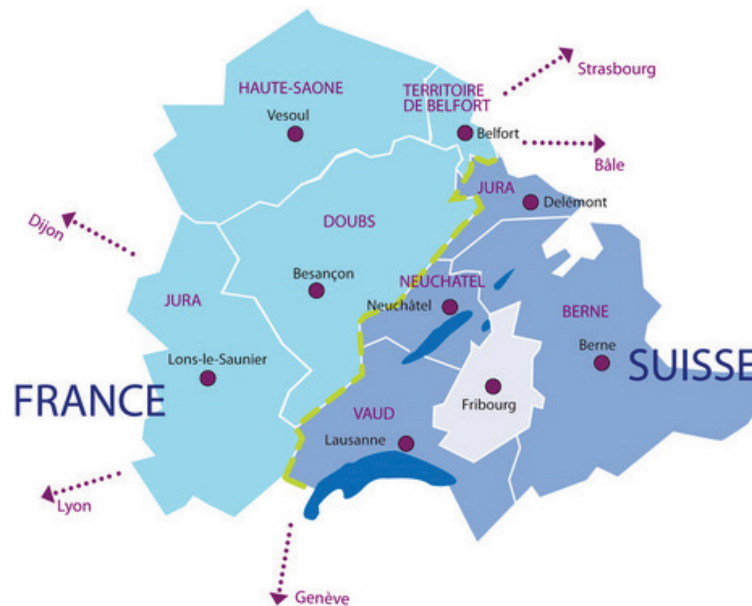 Strasbourg
HAUTE-SAONE
TERRITOIRE
DE BELFORT
Vesoul
Belfort
Bâle
JURA
Delémont
Dijon
DOUBS
Besançon
NEUCHATEL
Neuchâtel
JURA
BERNE
Berne
Lons-le-Saunier
SUISSE
FRANCE
Fribourg
VAUD
Lausanne
Lyon
Genève